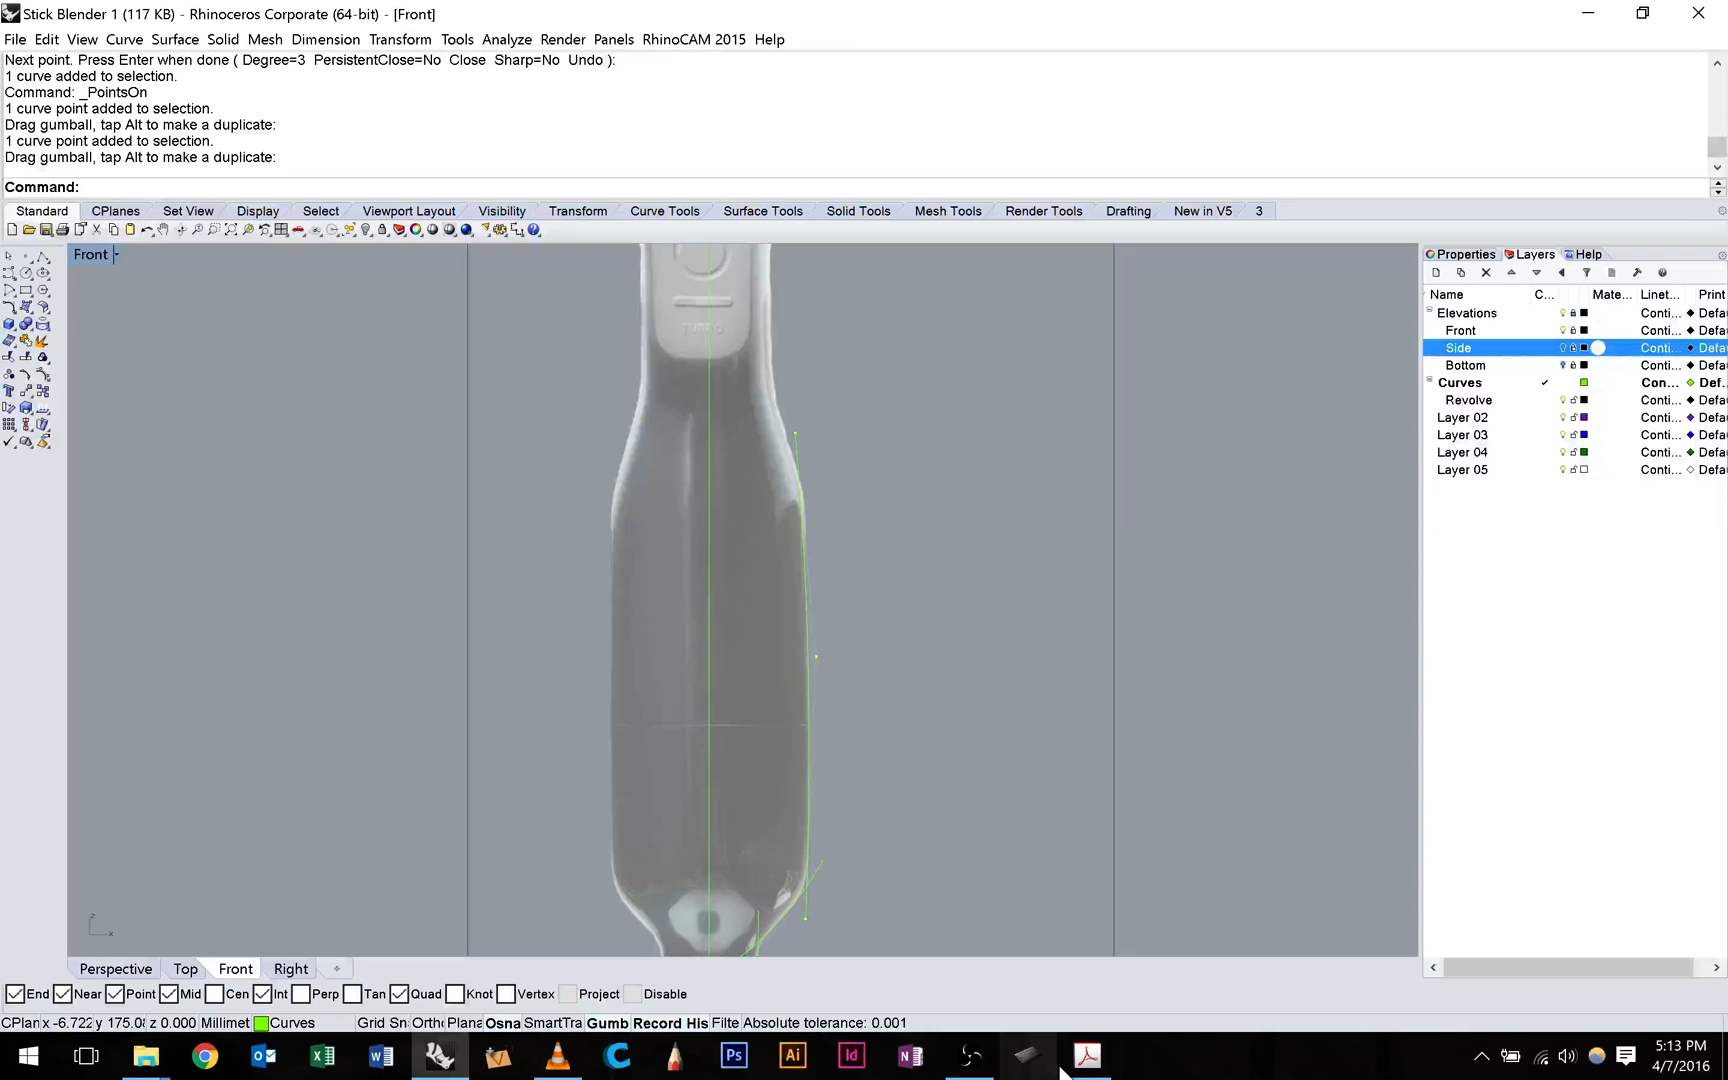 Stick Blender 1 (117 KB) - Rhinoceros Corporate (64-bit) - [Front]
File Edit View Curve Surface Solid Mesh Dimension Transform Tools Analyze Render Panels RhinoCAM 2015 Help
Next point. Press Enter when done ( Degree=3 PersistentClose=No Close Sharp=No Undo ):
1 curve added to selection.
Command: _PointsOn
1 curve point added to selection.
Drag gumball, tap Alt to make a duplicate:
1 curve point added to selection.
Drag gumball, tap Alt to make a duplicate:
Command:
Standard CPlanes Set View Display Select Viewport Layout Visibility Transform Curve Tools Surface Tools Solid Tools Mesh Tools Render Tools Drafting New in V5 3
Front
TURBO
Properties Layers Help
Name C... Mate... Linet... Print
Elevations Conti... Defa
Front Conti... Defa
Side Conti... Defa
Bottom Conti... Defa
Curves Con... Def.
Revolve Conti... Defa
Layer 02 Conti... Defa
Layer 03 Conti... Defa
Layer 04 Conti... Defa
Layer 05 Conti... Defa
z
x
Perspective Top Front Right
End Near Point Mid Cen Int Perp Tan Quad Knot Vertex Project Disable
CPlan x -6.722 y 175.08 z 0.000 Millimet Curves Grid Sn Ortho Plana Osna SmartTra Gumb Record His Filte Absolute tolerance: 0.001
Ps Ai Id
5:13 PM
4/7/2016